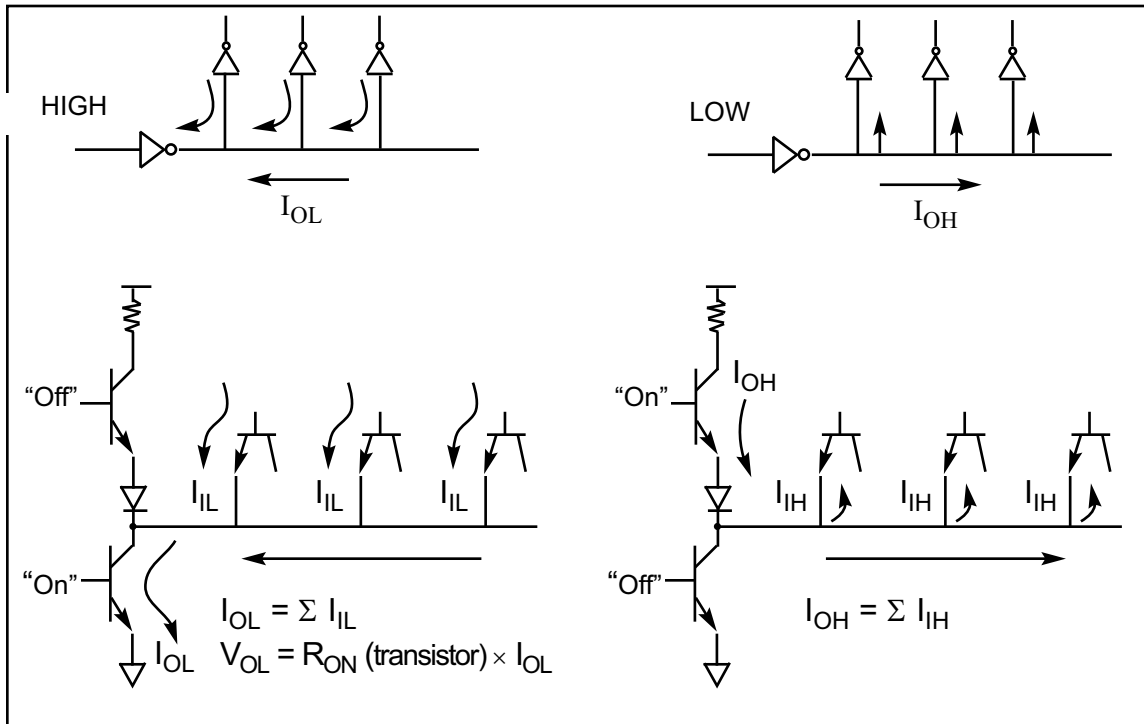 HIGH
I_OL
LOW
I_OH
“Off”
I_IL I_IL I_IL
“On”
I_OL
I_OL = Σ I_IL
V_OL = R_ON (transistor) × I_OL
“On”
I_OH
I_IH I_IH I_IH
“Off”
I_OH = Σ I_IH